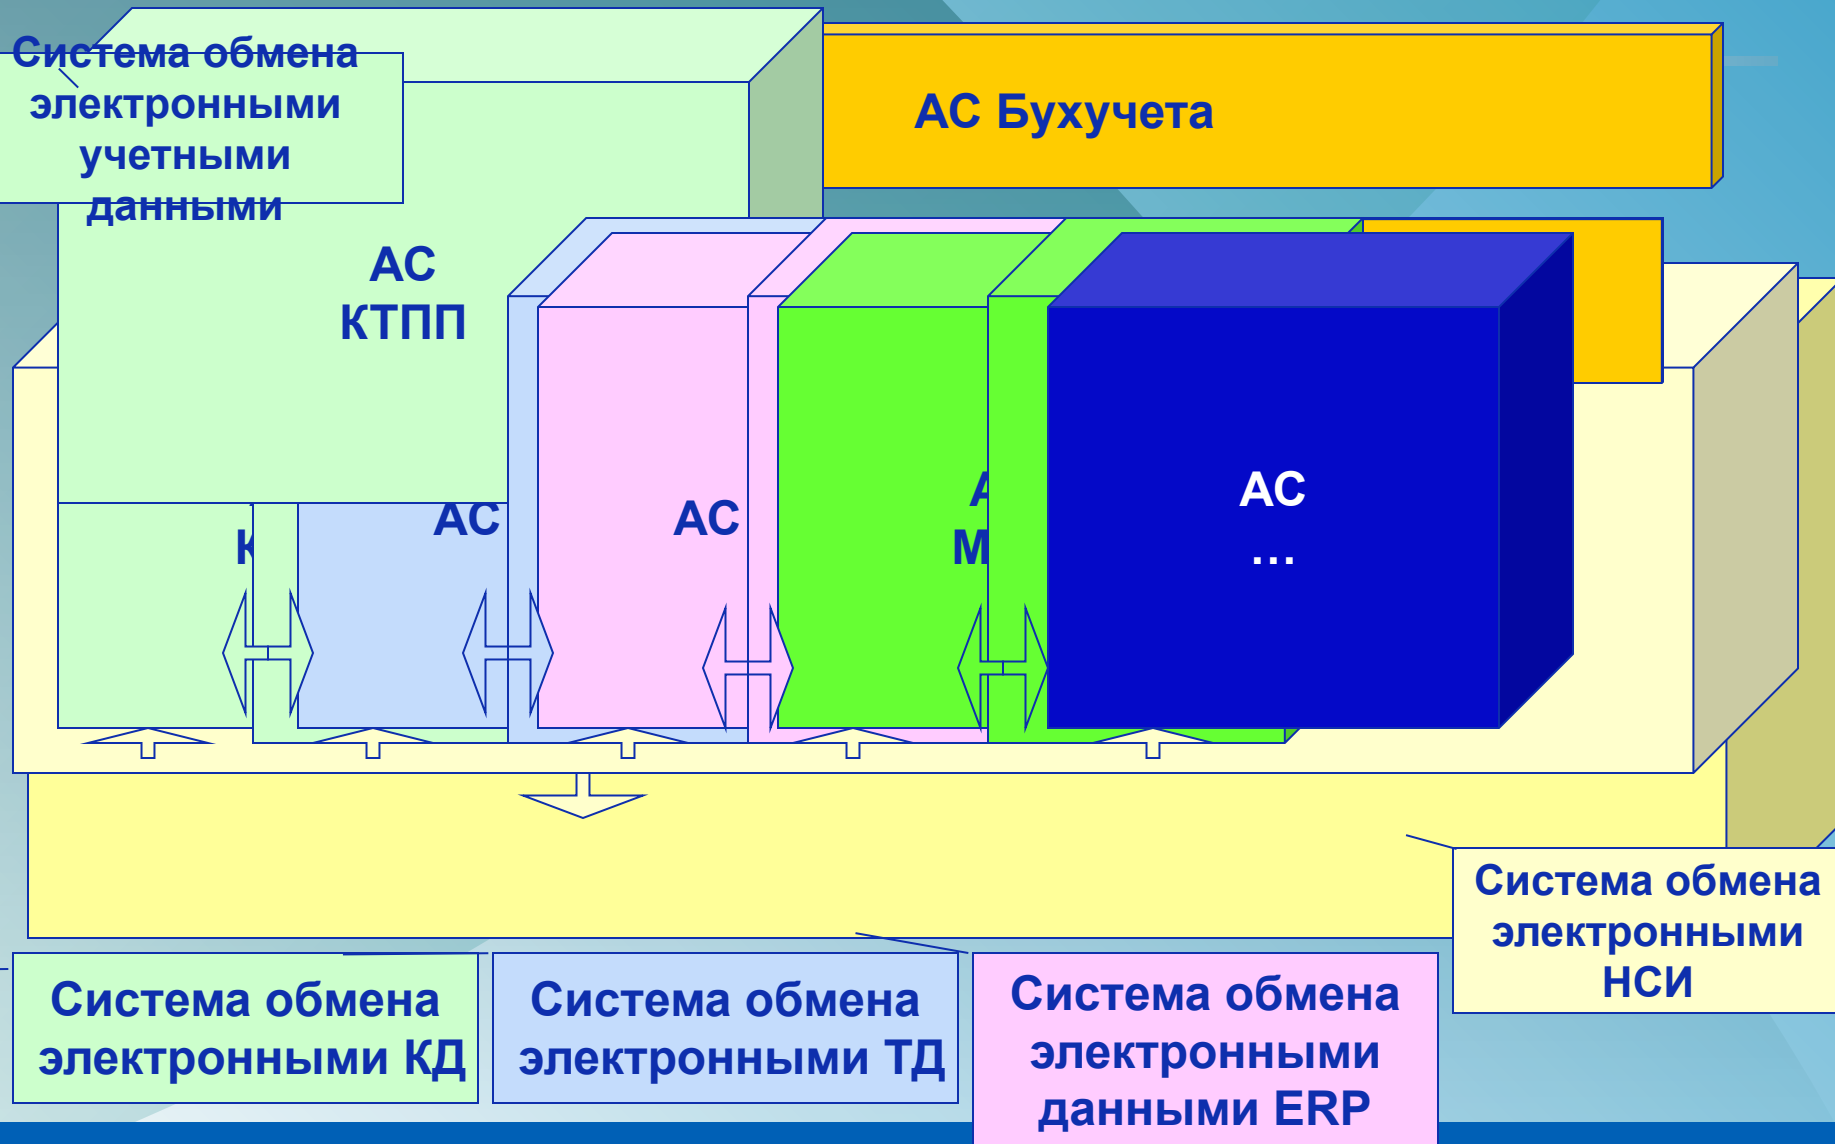 Система обмена
электронными
учетными
данными
АС Бухучета
АС
КТПП
АС
АС
АС
…
Система обмена
электронными
НСИ
Система обмена
электронными КД
Система обмена
электронными ТД
Система обмена
электронными
данными ERP